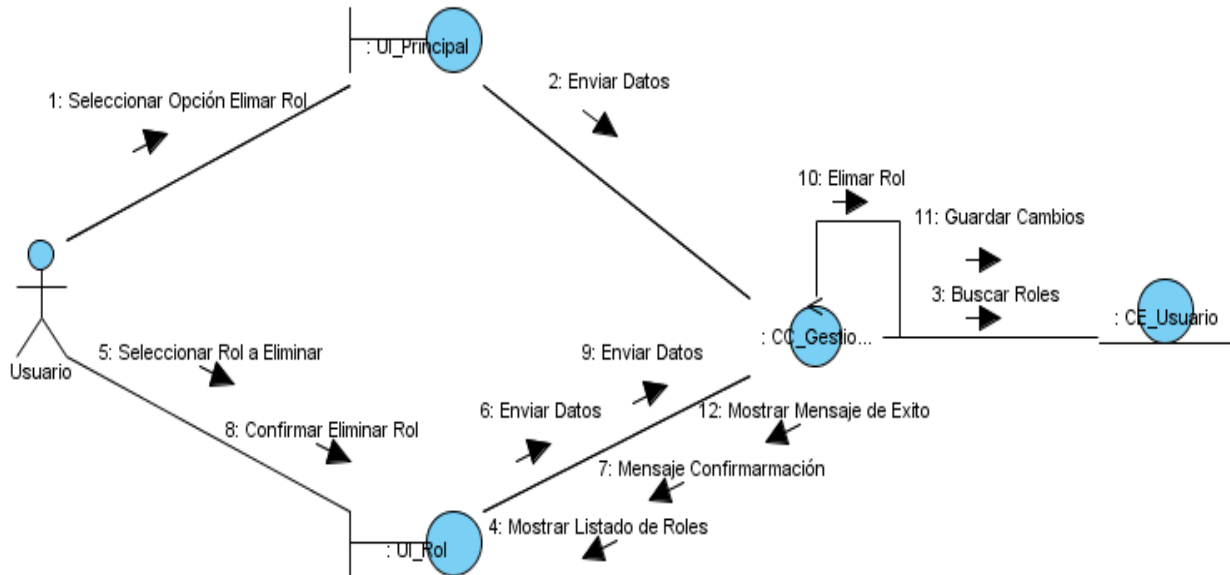 : UI_Principal
1: Seleccionar Opción Elimar Rol
2: Enviar Datos
10: Elimar Rol
11: Guardar Cambios
3: Buscar Roles
: CE_Usuario
: CC_Gestio...
Usuario
5: Seleccionar Rol a Eliminar
9: Enviar Datos
6: Enviar Datos
12: Mostrar Mensaje de Exito
8: Confirmar Eliminar Rol
7: Mensaje Confirmarmación
4: Mostrar Listado de Roles
: UI_Rol